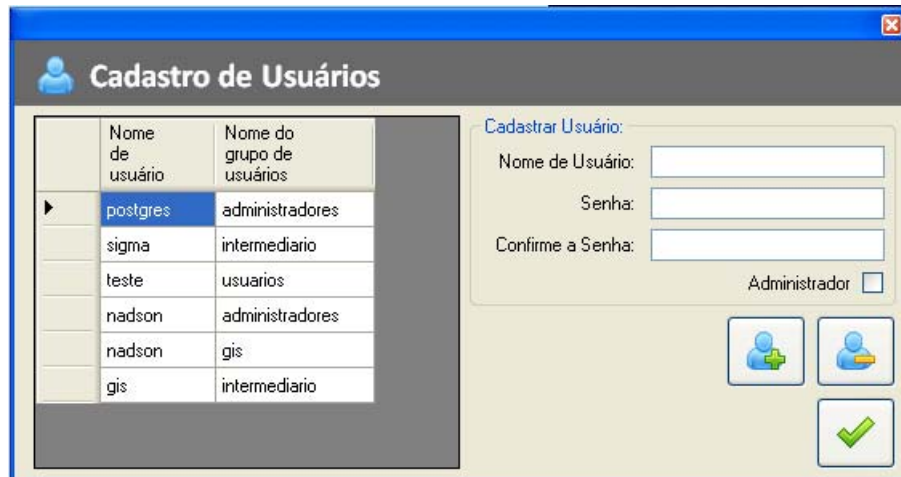 Cadastro de Usuários
Nome de usuário
Nome do grupo de usuários
postgres administradores
sigma intermediario
teste usuarios
nadson administradores
nadson gis
gis intermediario
Cadastrar Usuário:
Nome de Usuário:
Senha:
Confirme a Senha:
Administrador